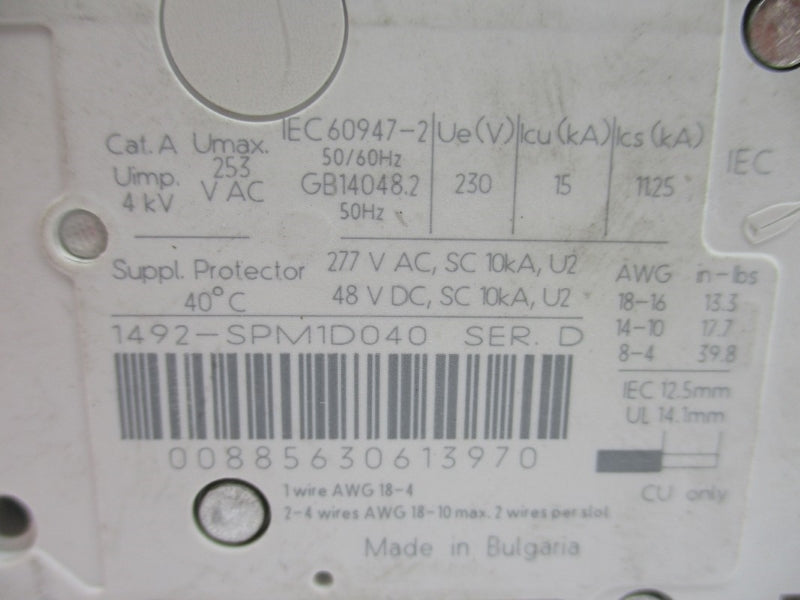 Cat. A Umax. IEC60947-2 Ue(V) Icu(kA) Ics(kA)
253 50/60Hz
Uimp. V AC GB14048.2 230 15 11.25 IEC
4 kV 50Hz
Suppl. Protector 277 V AC, SC 10kA, U2
40°C 48 V DC, SC 10kA, U2
AWG in-lbs
18-16 13.3
14-10 17.7
8-4 39.8
1492-SPM1D040 SER. D
IEC 12.5mm
UL 14.1mm
00885630613970
CU only
1 wire AWG 18-4
2-4 wires AWG 18-10 max. 2 wires per slot
Made in Bulgaria